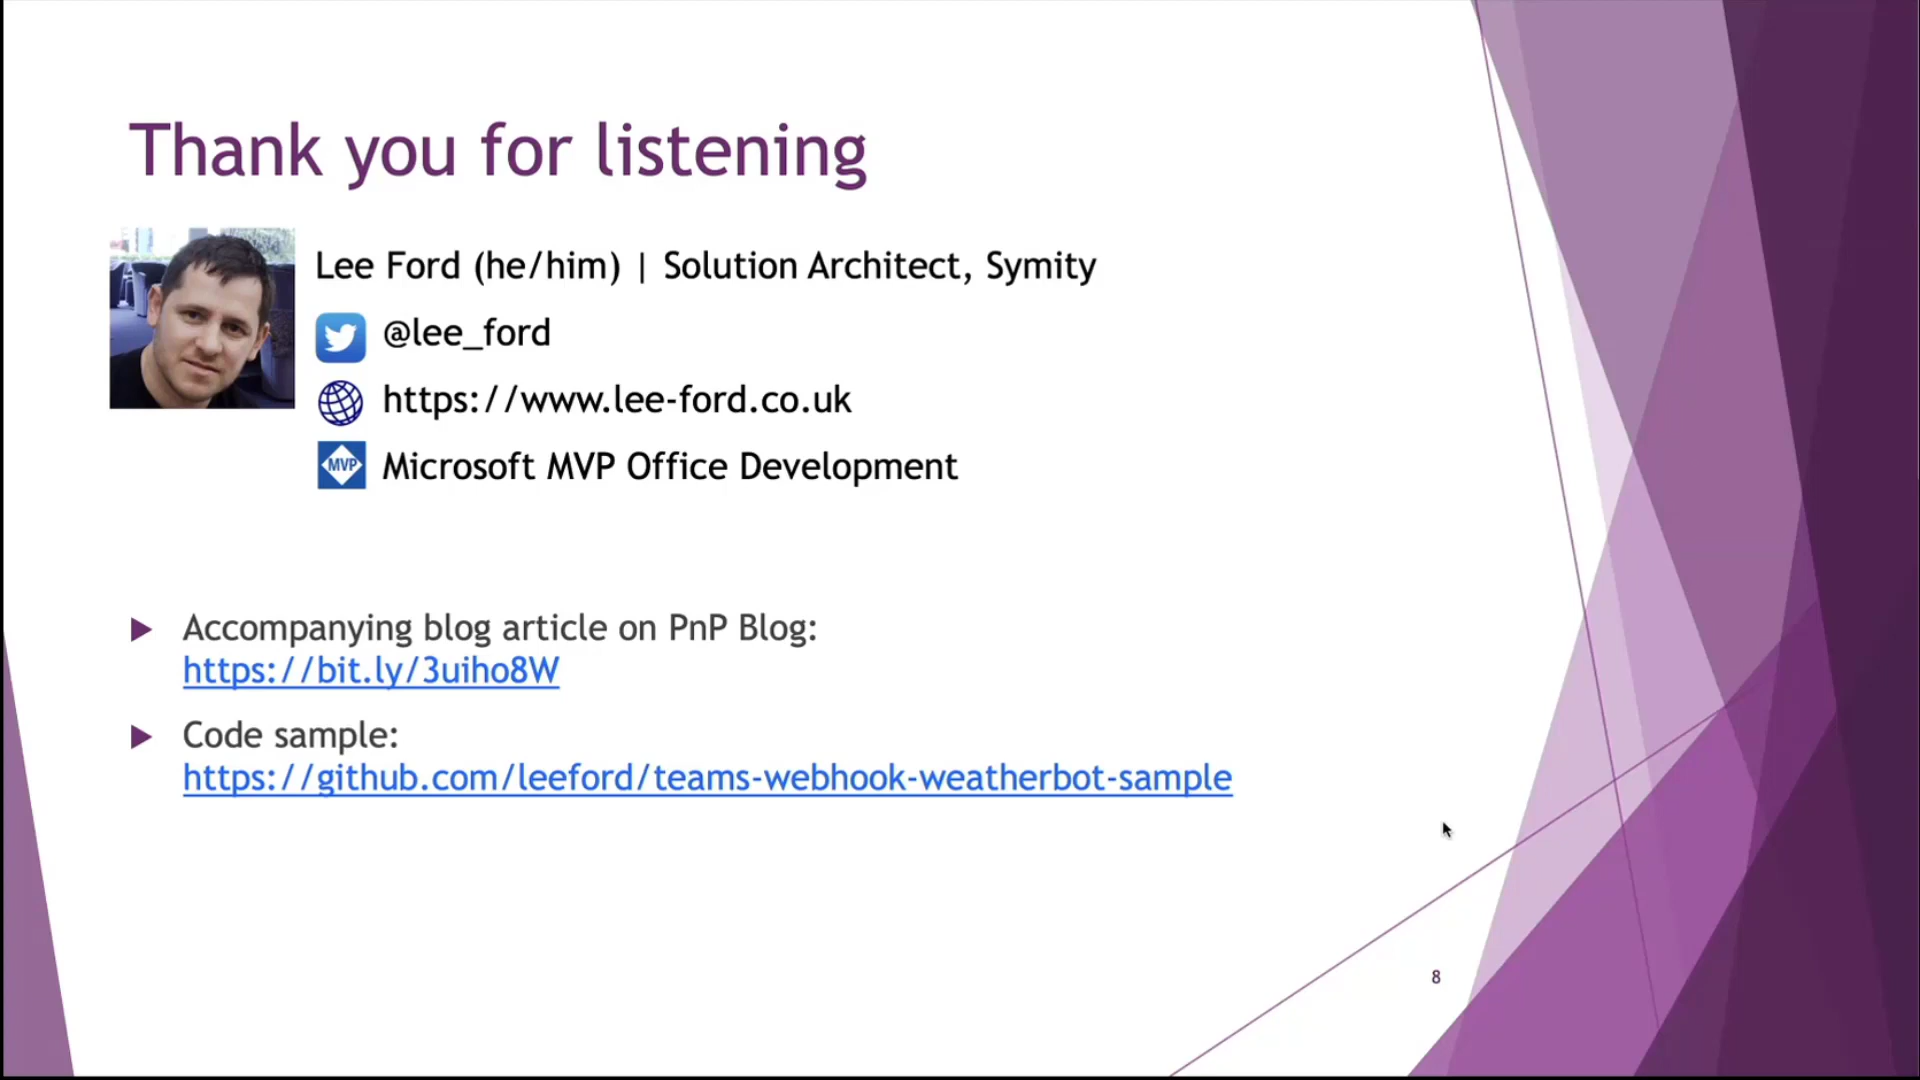 Thank you for listening
Lee Ford (he/him) | Solution Architect, Symity
@lee_ford
https://www.lee-ford.co.uk
MVP Microsoft MVP Office Development
Accompanying blog article on PnP Blog:
https://bit.ly/3uiho8W
Code sample:
https://github.com/leeford/teams-webhook-weatherbot-sample
8